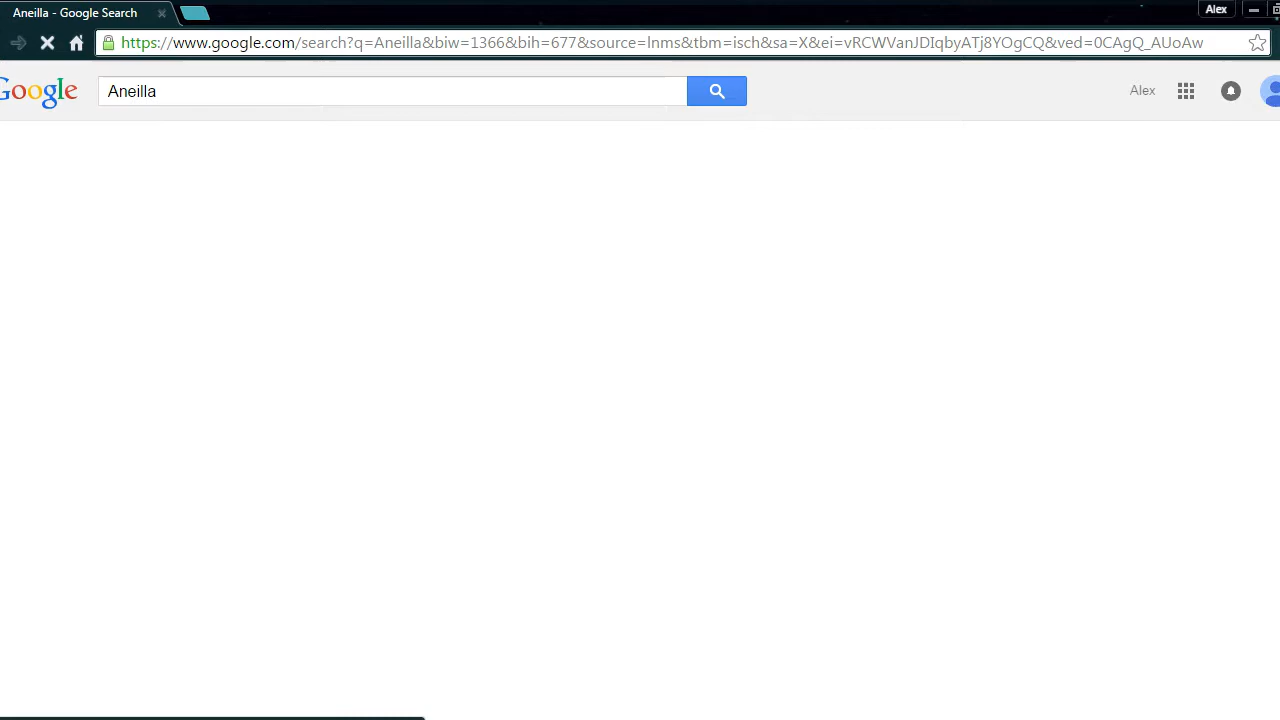 Aneilla - Google Search
Alex
https://www.google.com/search?q=Aneilla&biw=1366&bih=677&source=lnms&tbm=isch&sa=X&ei=vRCWVanJDIqbyATj8YOgCQ&ved=0CAgQ_AUoAw
Google
Aneilla
Alex